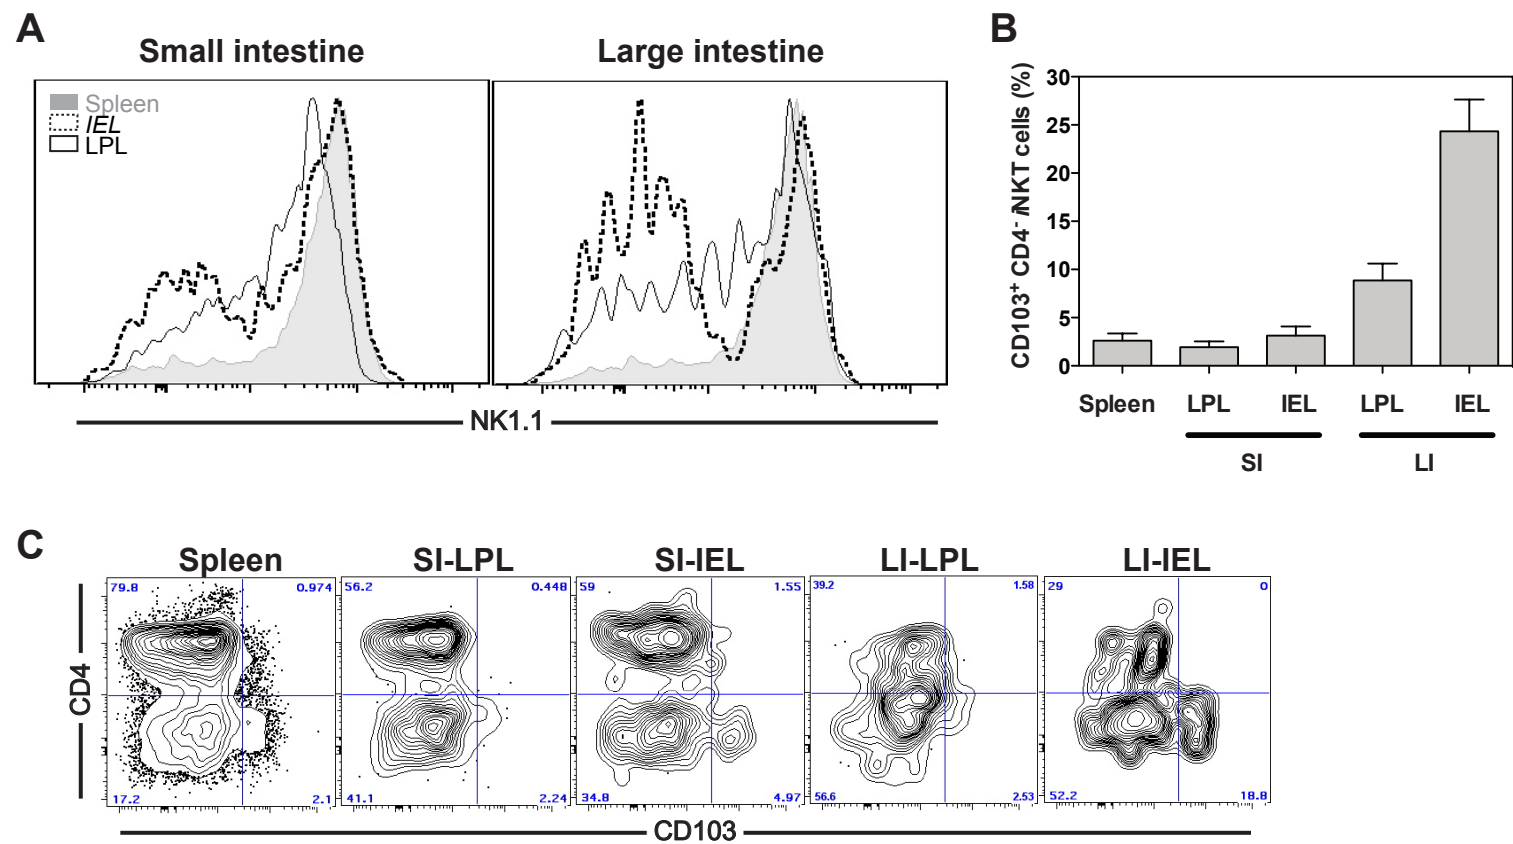 A
Small intestine
Large intestine
Spleen
IEL
LPL
NK1.1
B
CD103+ CD4- iNKT cells (%)
30
25
20
15
10
5
0
Spleen LPL IEL LPL IEL
SI LI
C
Spleen SI-LPL SI-IEL LI-LPL LI-IEL
79.8 0.974 56.2 0.448 59 1.55 39.2 1.58 29 0
CD4
17.2 2.1 41.1 2.24 34.8 4.97 56.6 2.53 52.2 18.8
CD103